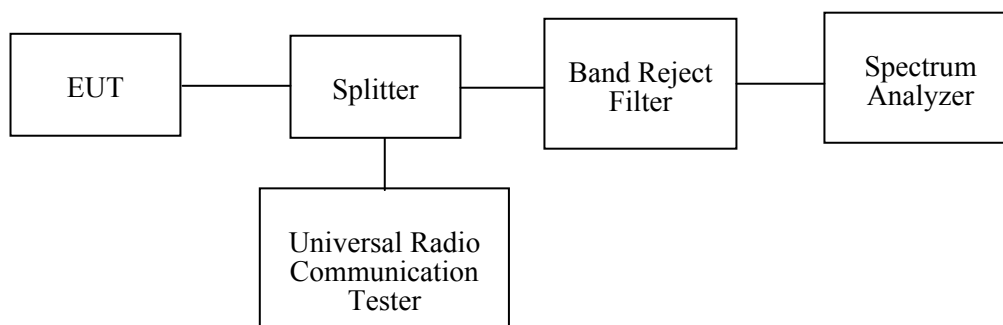 EUT
Splitter
Band Reject
Filter
Spectrum
Analyzer
Universal Radio
Communication
Tester